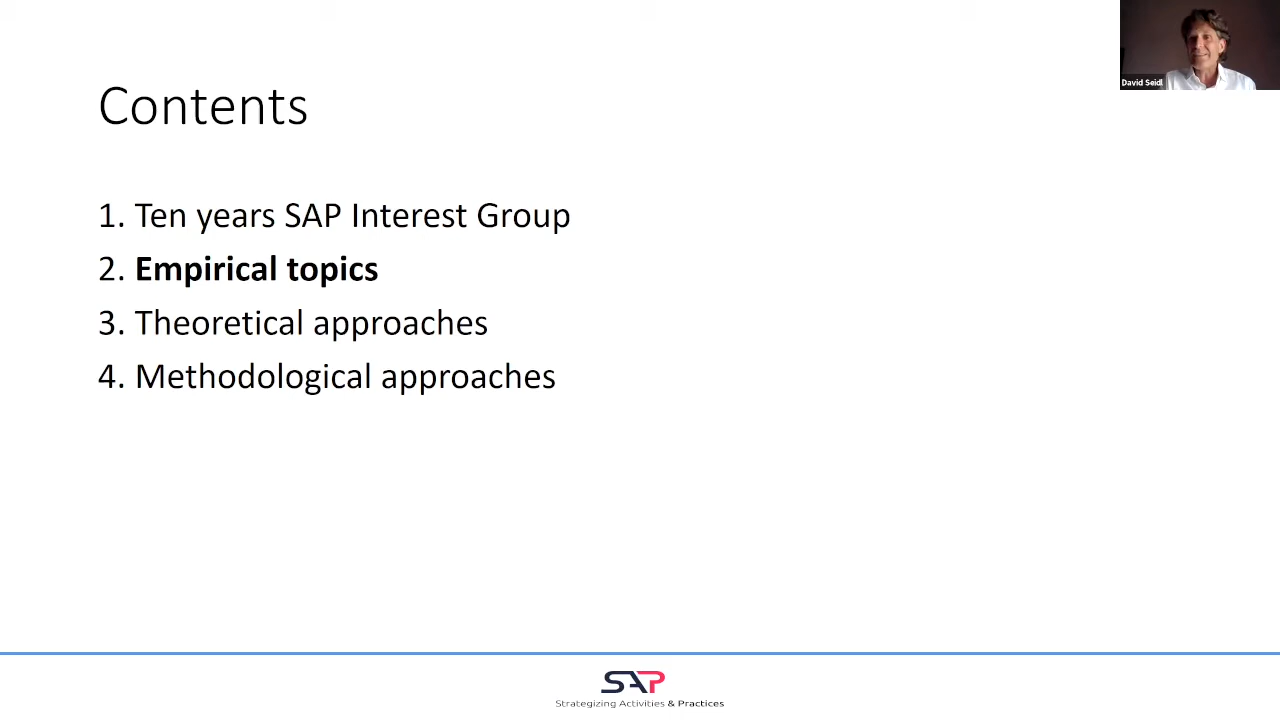 David Seidl
Contents
1. Ten years SAP Interest Group
2. Empirical topics
3. Theoretical approaches
4. Methodological approaches
SAP
Strategizing Activities & Practices